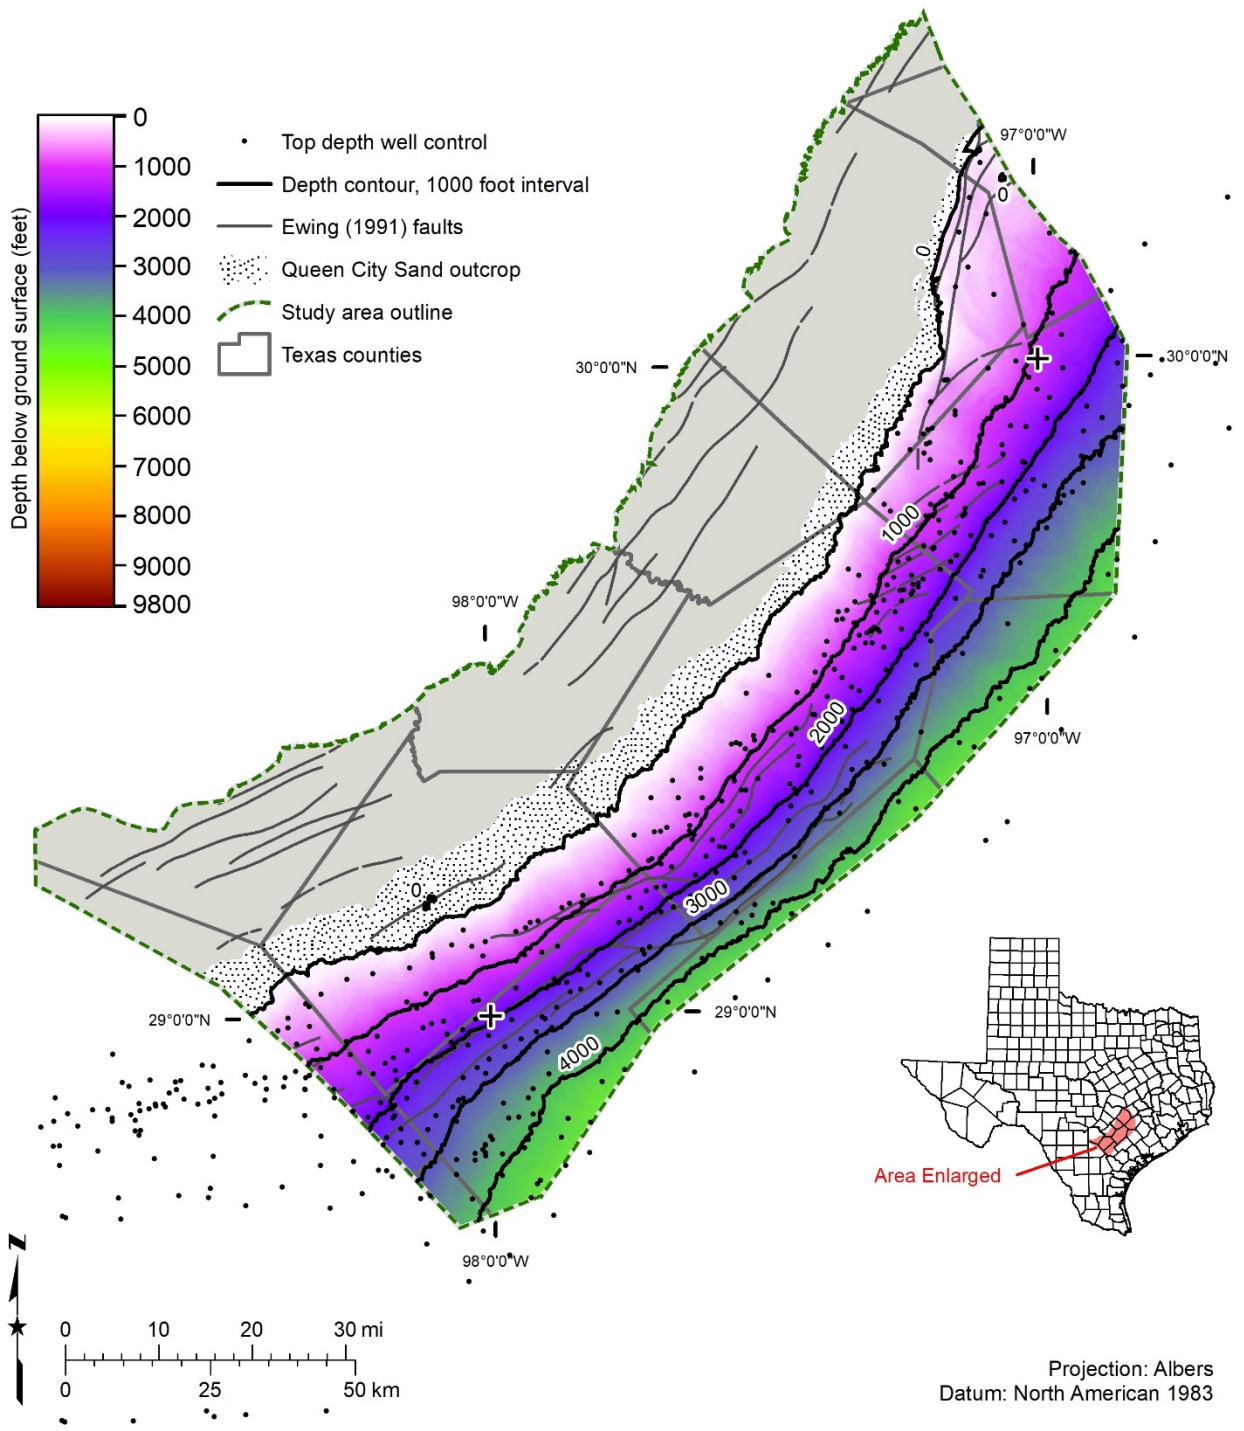 Depth below ground surface (feet)
0
1000
2000
3000
4000
5000
6000
7000
8000
9000
9800
Top depth well control
Depth contour, 1000 foot interval
Ewing (1991) faults
Queen City Sand outcrop
Study area outline
Texas counties
97°0'0"W
0
0
30°0'0"N
30°0'0"N
1000
98°0'0"W
2000
97°0'0"W
0
3000
29°0'0"N
29°0'0"N
4000
98°0'0"W
Area Enlarged
N
0 10 20 30 mi
0 25 50 km
Projection: Albers
Datum: North American 1983